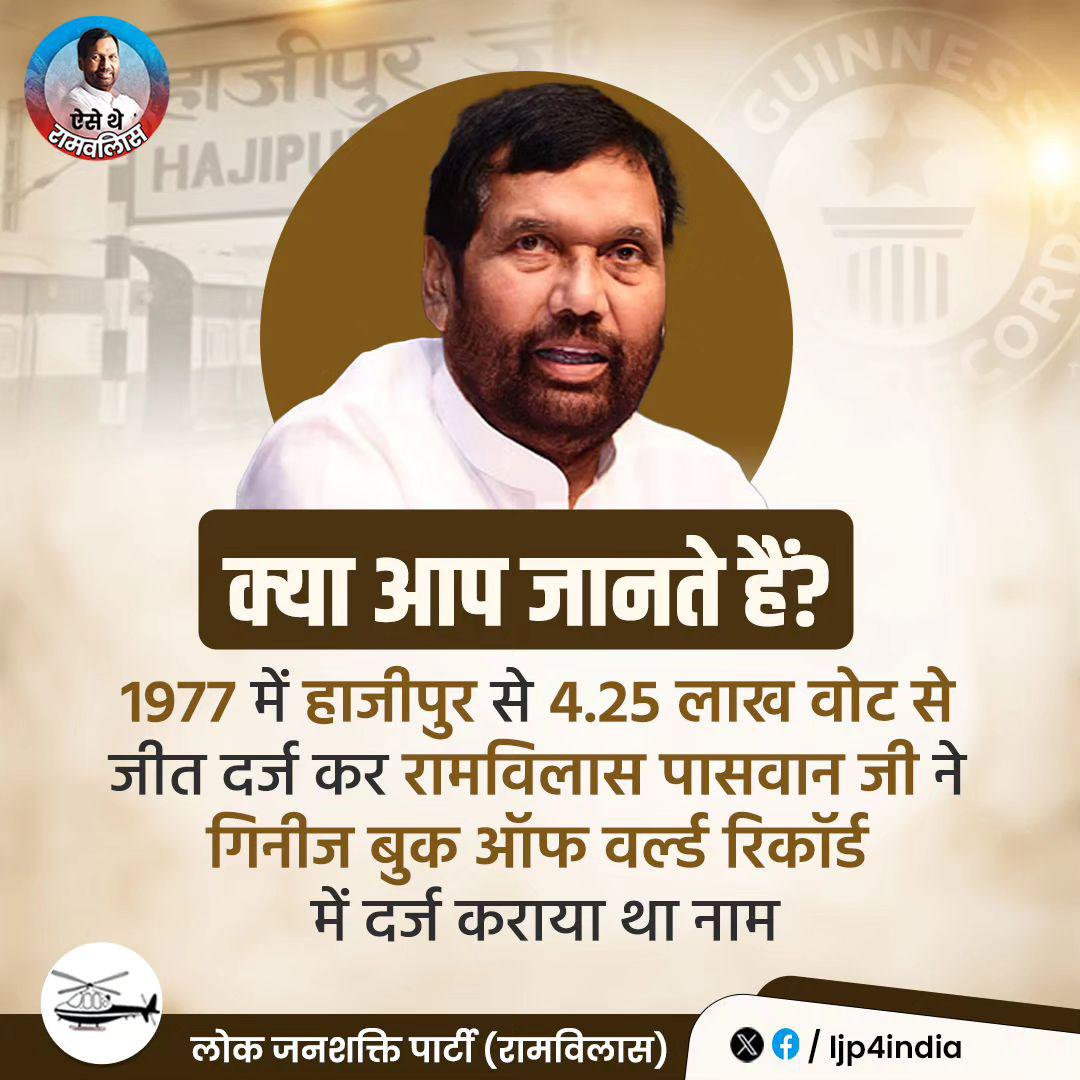 ऐसे थे
रामविलास
हाजीपुर जं
HAJIPU
GUINNESS
RECORDS
क्या आप जानते हैं?
1977 में हाजीपुर से 4.25 लाख वोट से
जीत दर्ज कर रामविलास पासवान जी ने
गिनीज बुक ऑफ वर्ल्ड रिकॉर्ड
में दर्ज कराया था नाम
लोक जनशक्ति पार्टी (रामविलास)
/ ljp4india